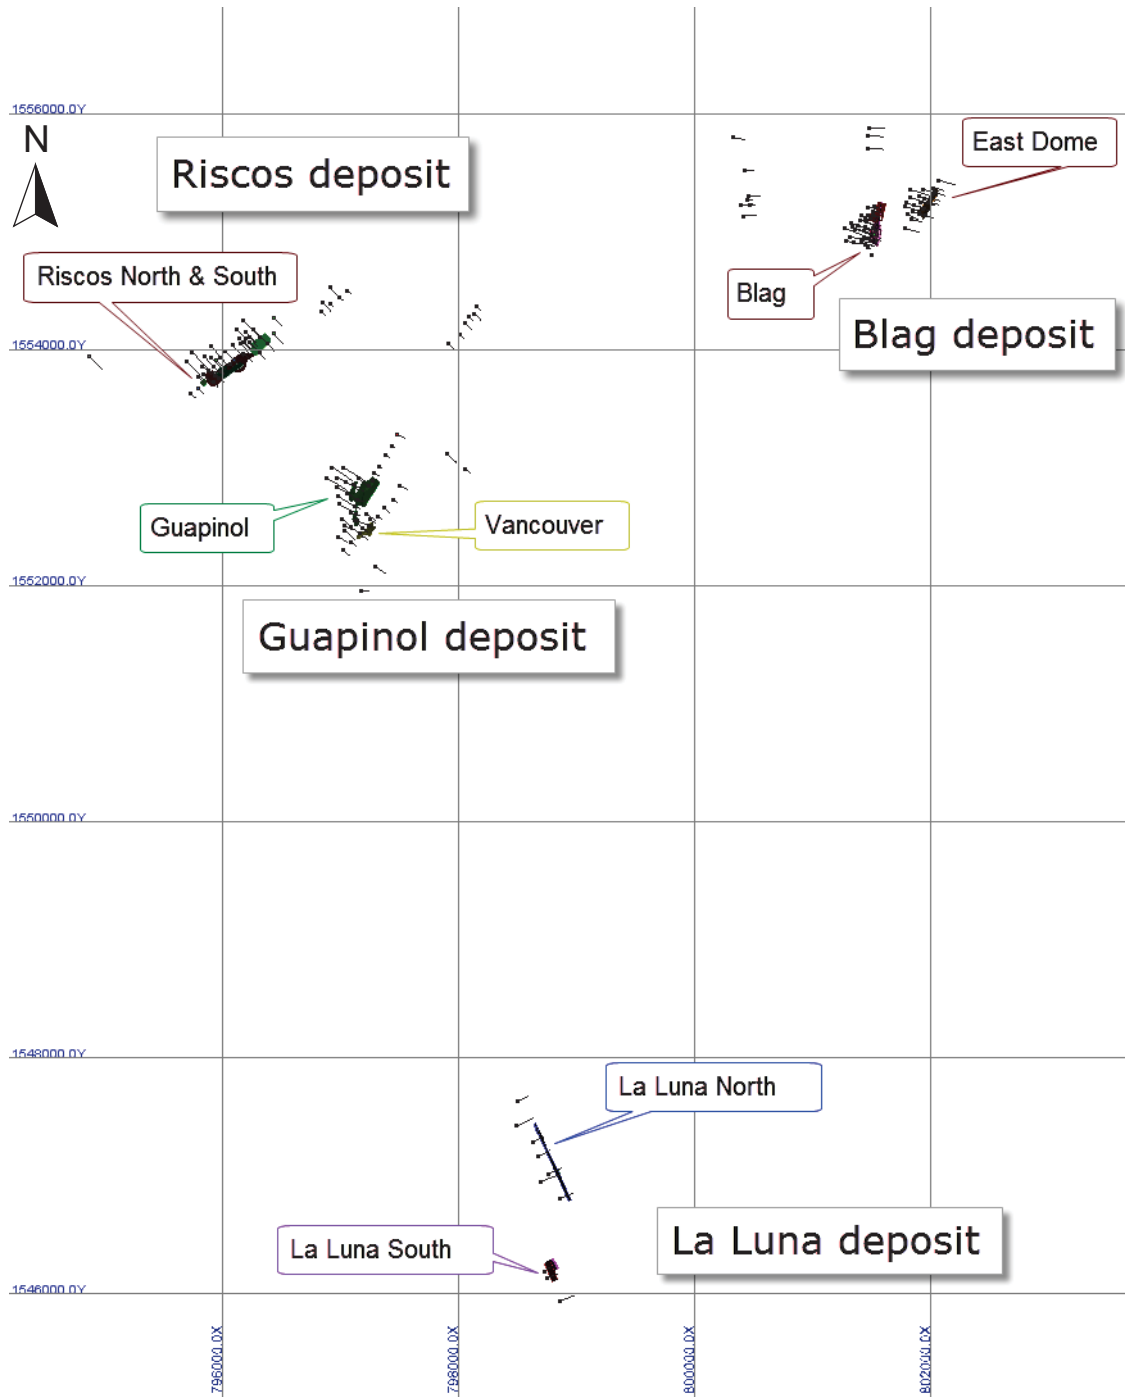 1556000.0Y
N
Riscos deposit
East Dome
Riscos North & South
Blag
Blag deposit
1554000.0Y
Guapinol
Vancouver
1552000.0Y
Guapinol deposit
1550000.0Y
1548000.0Y
La Luna North
La Luna South
La Luna deposit
1546000.0Y
796000.0X
798000.0X
800000.0X
802000.0X